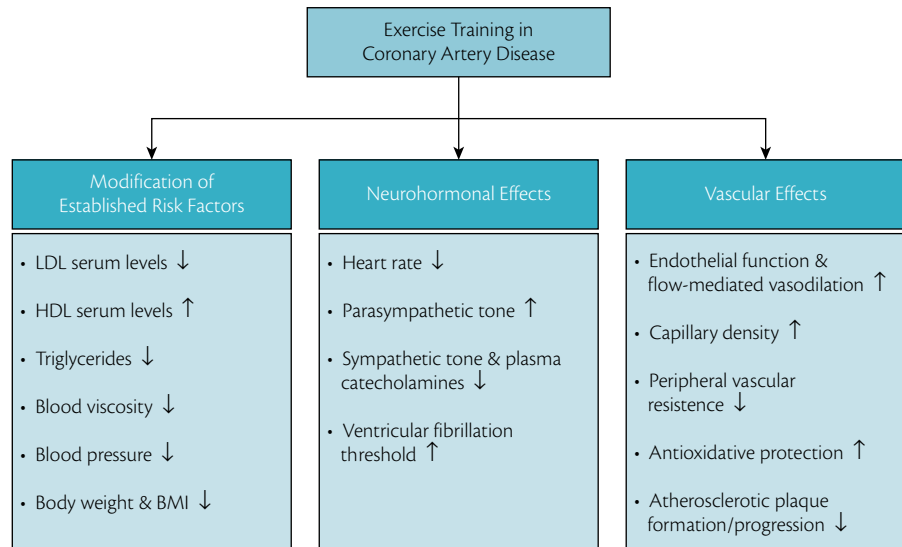 Exercise Training in
Coronary Artery Disease
Modification of
Established Risk Factors
• LDL serum levels ↓
• HDL serum levels ↑
• Triglycerides ↓
• Blood viscosity ↓
• Blood pressure ↓
• Body weight & BMI ↓
Neurohormonal Effects
• Heart rate ↓
• Parasympathetic tone ↑
• Sympathetic tone & plasma
catecholamines ↓
• Ventricular fibrillation
threshold ↑
Vascular Effects
• Endothelial function &
flow-mediated vasodilation ↑
• Capillary density ↑
• Peripheral vascular
resistence ↓
• Antioxidative protection ↑
• Atherosclerotic plaque
formation/progression ↓